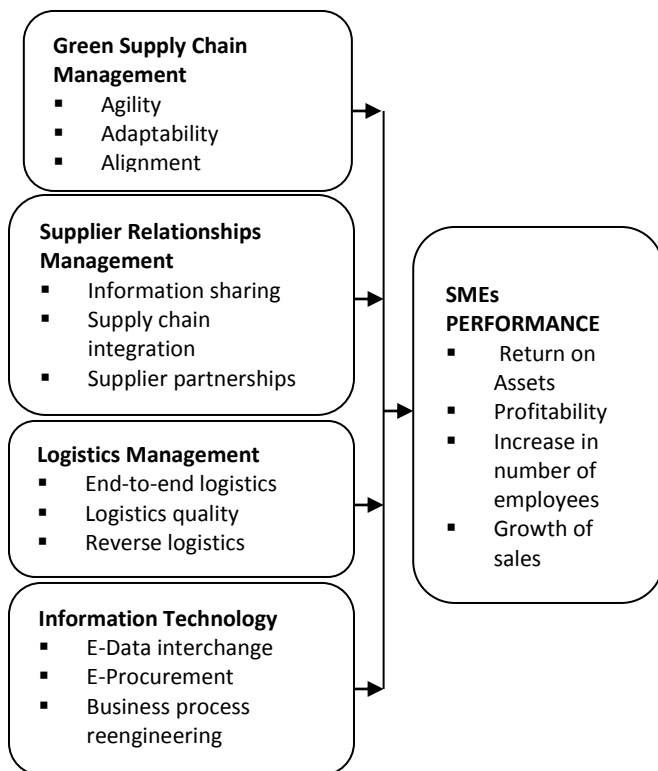 Green Supply Chain
Management
▪ Agility
▪ Adaptability
▪ Alignment
Supplier Relationships
Management
▪ Information sharing
▪ Supply chain
integration
▪ Supplier partnerships
Logistics Management
▪ End-to-end logistics
▪ Logistics quality
▪ Reverse logistics
Information Technology
▪ E-Data interchange
▪ E-Procurement
▪ Business process
reengineering
SMEs
PERFORMANCE
▪ Return on
Assets
▪ Profitability
▪ Increase in
number of
employees
▪ Growth of
sales